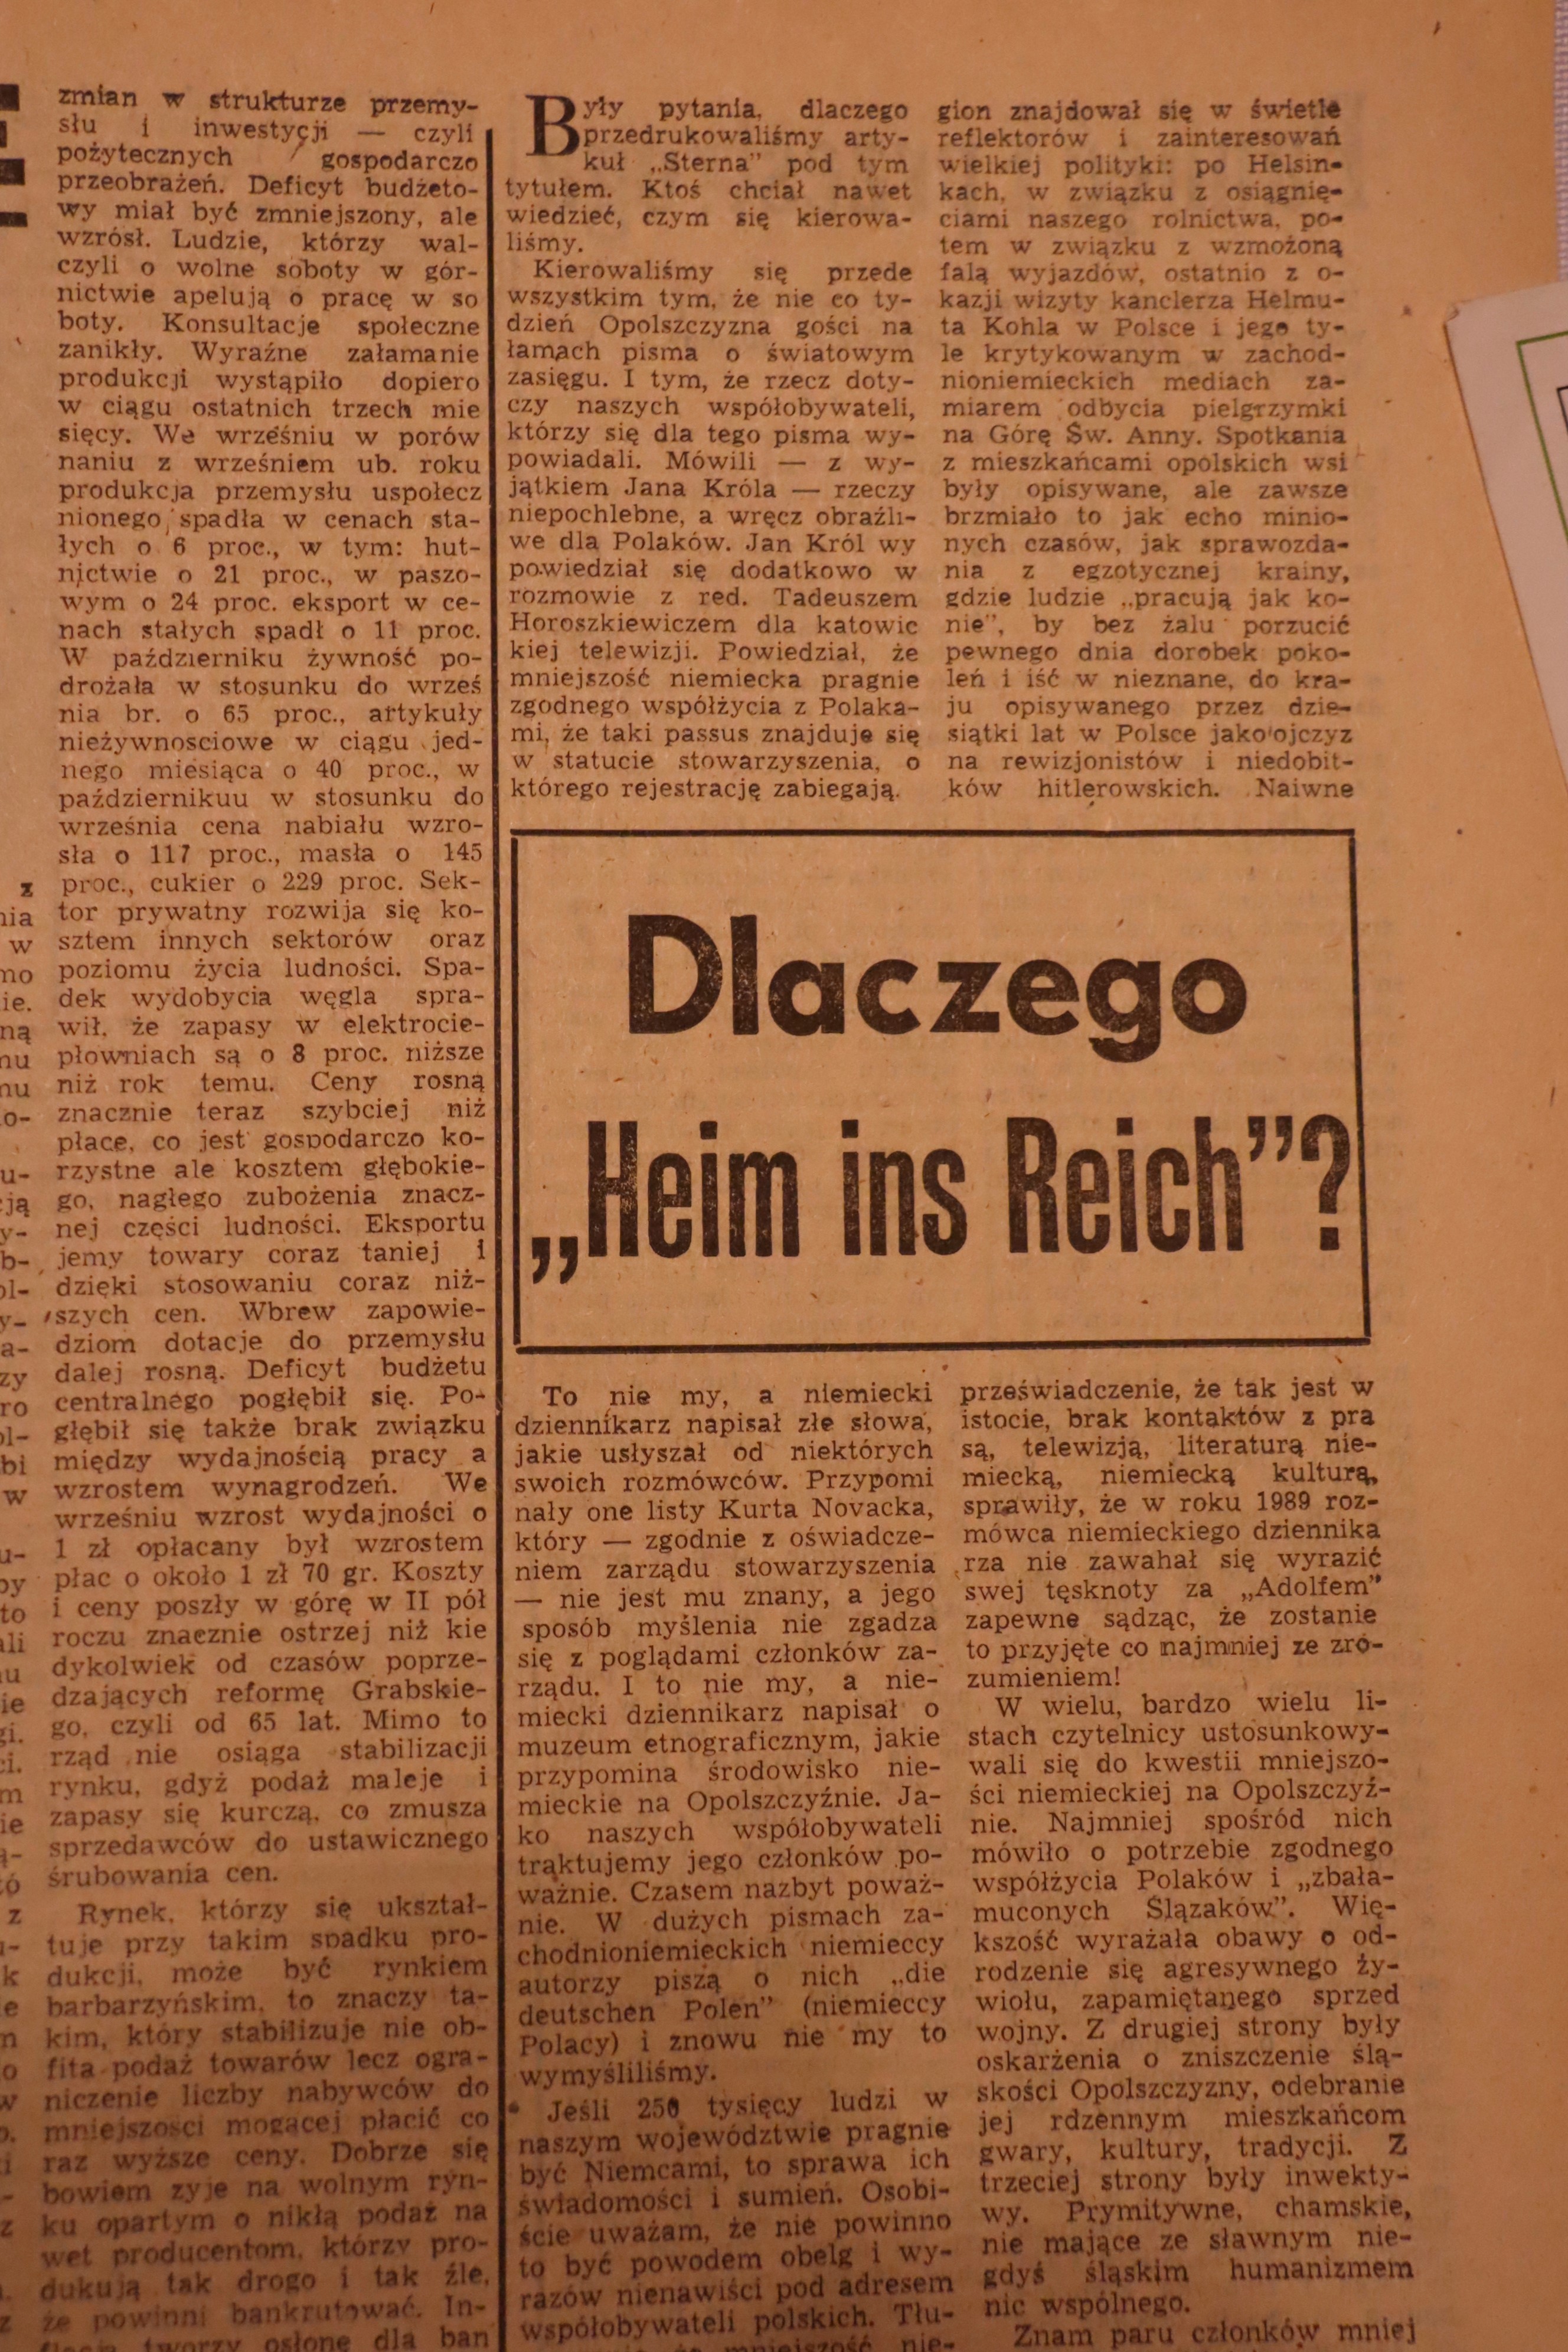 z
nia
w
mo
ie.
ną
mu
mu
o-
u-
cją
y-
b-
ol-
y-
a-
zy
ro
ol-
bi
w
u-
by
to
ali
nu
ie
gi.
ci.
m
ie
ą-
tó
z
zmian w strukturze przemy-
słu i inwestycji — czyli
pożytecznych gospodarczo
przeobrażeń. Deficyt budżeto-
wy miał być zmniejszony, ale
wzrósł. Ludzie, którzy wal-
czyli o wolne soboty w gór-
nictwie apelują o pracę w so
boty. Konsultacje społeczne
zanikły. Wyraźne załamanie
produkcji wystąpiło dopiero
w ciągu ostatnich trzech mie
sięcy. We wrześniu w porów
naniu z wrześniem ub. roku
produkcja przemysłu uspołecz
nionego spadła w cenach sta-
łych o 6 proc., w tym: hut-
nictwie o 21 proc., w paszo-
wym o 24 proc. eksport w ce-
nach stałych spadł o 11 proc.
W październiku żywność po-
drożała w stosunku do wrześ
nia br. o 65 proc., artykuły
nieżywnosciowe w ciągu jed-
nego miesiąca o 40 proc., w
październikuu w stosunku do
września cena nabiału wzro-
sła o 117 proc., masła o 145
proc., cukier o 229 proc. Sek-
tor prywatny rozwija się ko-
sztem innych sektorów oraz
poziomu życia ludności. Spa-
dek wydobycia węgla spra-
wił, że zapasy w elektrocie-
płowniach są o 8 proc. niższe
niż rok temu. Ceny rosną
znacznie teraz szybciej niż
płace, co jest gospodarczo ko-
rzystne ale kosztem głębokie-
go, nagłego zubożenia znacz-
nej części ludności. Eksportu
jemy towary coraz taniej i
dzięki stosowaniu coraz niż-
szych cen. Wbrew zapowie-
dziom dotacje do przemysłu
dalej rosną. Deficyt budżetu
centralnego pogłębił się. Po-
głębił się także brak związku
między wydajnością pracy a
wzrostem wynagrodzeń. We
wrześniu wzrost wydajności o
1 zł opłacany był wzrostem
płac o około 1 zł 70 gr. Koszty
i ceny poszły w górę w II pół
roczu znacznie ostrzej niż kie
dykolwiek od czasów poprze-
dzających reformę Grabskie-
go, czyli od 65 lat. Mimo to
rząd nie osiąga stabilizacji
rynku, gdyż podaż maleje i
zapasy się kurczą, co zmusza
sprzedawców do ustawicznego
śrubowania cen.
Rynek, którzy się ukształ-
tuje przy takim spadku pro-
dukcji, może być rynkiem
barbarzyńskim, to znaczy ta-
kim, który stabilizuje nie ob-
fita podaż towarów lecz ogra-
niczenie liczby nabywców do
mniejszości mogącej płacić co
raz wyższe ceny. Dobrze się
bowiem żyje na wolnym ryn-
ku opartym o nikłą podaż na
wet producentom, którzy pro-
dukują tak drogo i tak źle,
że powinni bankrutować. In-
flacja tworzy osłonę dla ban
Były pytania, dlaczego
przedrukowaliśmy arty-
kuł „Sterna” pod tym
tytułem. Ktoś chciał nawet
wiedzieć, czym się kierowa-
liśmy.
Kierowaliśmy się przede
wszystkim tym, że nie co ty-
dzień Opolszczyzna gości na
łamach pisma o światowym
zasięgu. I tym, że rzecz doty-
czy naszych współobywateli,
którzy się dla tego pisma wy-
powiadali. Mówili — z wy-
jątkiem Jana Króla — rzeczy
niepochlebne, a wręcz obraźli-
we dla Polaków. Jan Król wy
powiedział się dodatkowo w
rozmowie z red. Tadeuszem
Horoszkiewiczem dla katowic
kiej telewizji. Powiedział, że
mniejszość niemiecka pragnie
zgodnego współżycia z Polaka-
mi, że taki passus znajduje się
w statucie stowarzyszenia, o
którego rejestrację zabiegają.
gion znajdował się w świetle
reflektorów i zainteresowań
wielkiej polityki: po Helsin-
kach, w związku z osiągnię-
ciami naszego rolnictwa, po-
tem w związku z wzmożoną
falą wyjazdów, ostatnio z o-
kazji wizyty kanclerza Helmu-
ta Kohla w Polsce i jego ty-
le krytykowanym w zachod-
nioniemieckich mediach za-
miarem odbycia pielgrzymki
na Górę Św. Anny. Spotkania
z mieszkańcami opolskich wsi
były opisywane, ale zawsze
brzmiało to jak echo minio-
nych czasów, jak sprawozda-
nia z egzotycznej krainy,
gdzie ludzie „pracują jak ko-
nie”, by bez żalu porzucić
pewnego dnia dorobek poko-
leń i iść w nieznane, do kra-
ju opisywanego przez dzie-
siątki lat w Polsce jako ojczyz
na rewizjonistów i niedobit-
ków hitlerowskich. Naiwne
Dlaczego
„Heim ins Reich”?
To nie my, a niemiecki
dziennikarz napisał złe słowa,
jakie usłyszał od niektórych
swoich rozmówców. Przypomi
nały one listy Kurta Novacka,
który — zgodnie z oświadcze-
niem zarządu stowarzyszenia
— nie jest mu znany, a jego
sposób myślenia nie zgadza
się z poglądami członków za-
rządu. I to nie my, a nie-
miecki dziennikarz napisał o
muzeum etnograficznym, jakie
przypomina środowisko nie-
mieckie na Opolszczyźnie. Ja-
ko naszych współobywateli
traktujemy jego członków po-
ważnie. Czasem nazbyt poważ-
nie. W dużych pismach za-
chodnioniemieckich niemieccy
autorzy piszą o nich „die
deutschen Polen” (niemieccy
Polacy) i znowu nie my to
wymyśliliśmy.
Jeśli 250 tysięcy ludzi w
naszym województwie pragnie
być Niemcami, to sprawa ich
świadomości i sumień. Osobi-
ście uważam, że nie powinno
to być powodem obelg i wy-
razów nienawiści pod adresem
współobywateli polskich. Tłu-
mniejszość nie-
przeświadczenie, że tak jest w
istocie, brak kontaktów z pra
są, telewizją, literaturą nie-
miecką, niemiecką kulturą,
sprawiły, że w roku 1989 roz-
mówca niemieckiego dziennika
rza nie zawahał się wyrazić
swej tęsknoty za „Adolfem”
zapewne sądząc, że zostanie
to przyjęte co najmniej ze zro-
zumieniem!
W wielu, bardzo wielu li-
stach czytelnicy ustosunkowy-
wali się do kwestii mniejszo-
ści niemieckiej na Opolszczyź-
nie. Najmniej spośród nich
mówiło o potrzebie zgodnego
współżycia Polaków i „zbała-
muconych Ślązaków”. Wię-
kszość wyrażała obawy o od-
rodzenie się agresywnego ży-
wiołu, zapamiętanego sprzed
wojny. Z drugiej strony były
oskarżenia o zniszczenie ślą-
skości Opolszczyzny, odebranie
jej rdzennym mieszkańcom
gwary, kultury, tradycji. Z
trzeciej strony były inwekty-
wy. Prymitywne, chamskie,
nie mające ze sławnym nie-
gdyś śląskim humanizmem
nic wspólnego.
Znam paru członków mniej